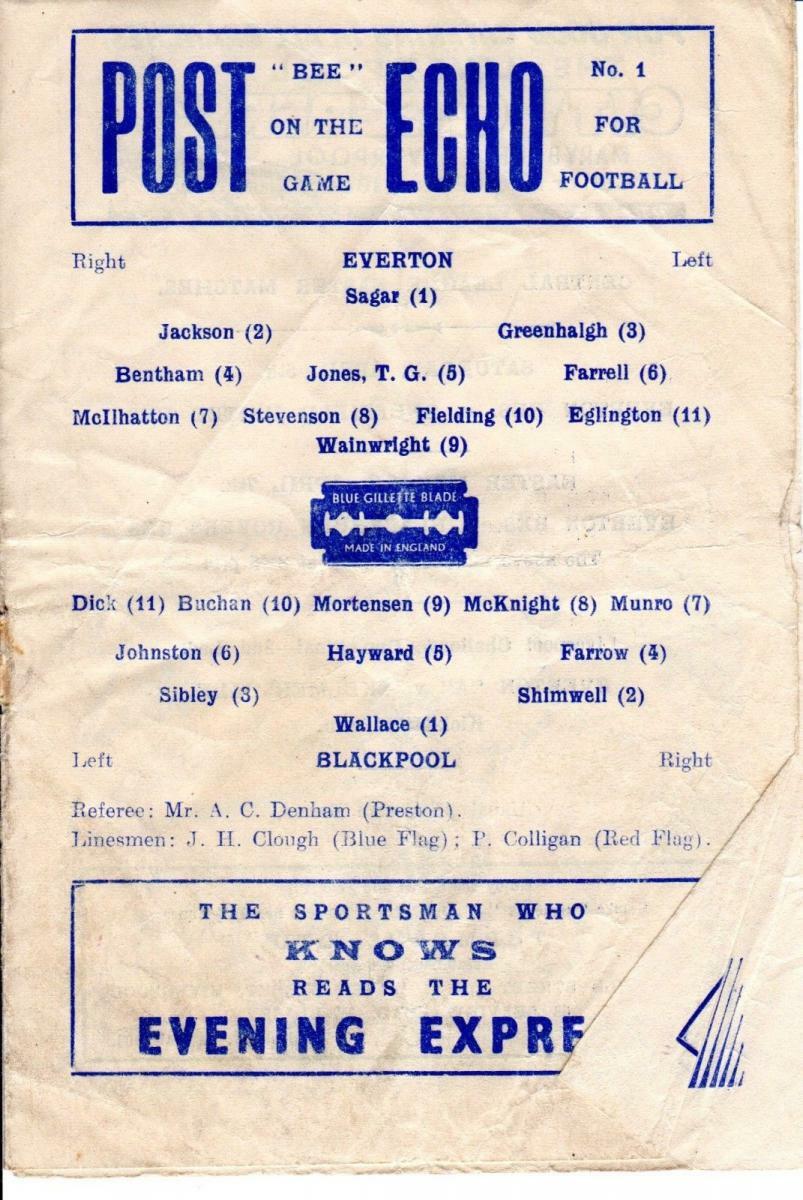 POST "BEE" ON THE GAME ECHO No. 1 FOR FOOTBALL
Right EVERTON Left
Sagar (1)
Jackson (2) Greenhalgh (3)
Bentham (4) Jones, T. G. (5) Farrell (6)
McIlhatton (7) Stevenson (8) Fielding (10) Eglington (11)
Wainwright (9)
BLUE GILLETTE BLADE
MADE IN ENGLAND
Dick (11) Buchan (10) Mortensen (9) McKnight (8) Munro (7)
Johnston (6) Hayward (5) Farrow (4)
Sibley (3) Shimwell (2)
Wallace (1)
Left BLACKPOOL Right
Referee: Mr. A. C. Denham (Preston).
Linesmen: J. H. Clough (Blue Flag); P. Colligan (Red Flag).
THE SPORTSMAN WHO
KNOWS
READS THE
EVENING EXPRE